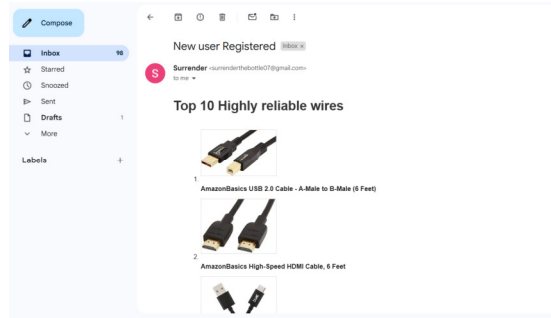 Compose
Inbox 98
Starred
Snoozed
Sent
Drafts 1
More
Labels +
New user Registered Inbox ×
Surrender <surrenderthebottle07@gmail.com>
to me
S
Top 10 Highly reliable wires
1.
AmazonBasics USB 2.0 Cable - A-Male to B-Male (6 Feet)
2.
AmazonBasics High-Speed HDMI Cable, 6 Feet